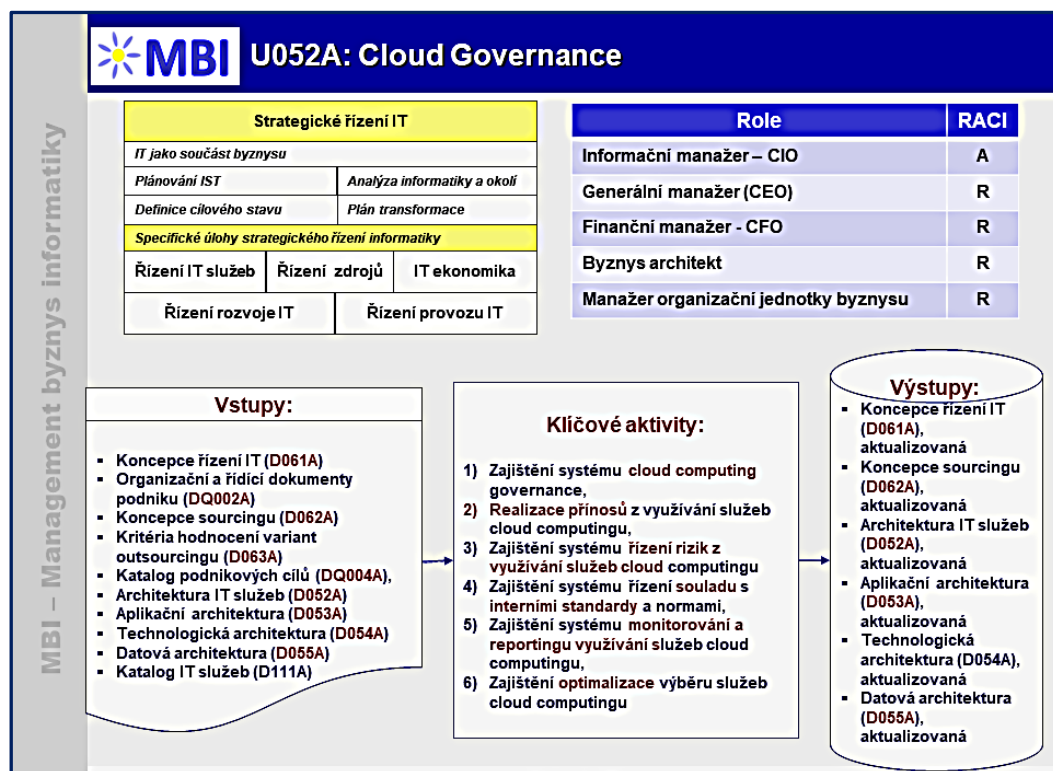 MBI – Management byznys informatiky
MBI
U052A: Cloud Governance
Strategické řízení IT
IT jako součást byznysu
Plánování IST
Analýza informatiky a okolí
Definice cílového stavu
Plán transformace
Specifické úlohy strategického řízení informatiky
Řízení IT služeb
Řízení zdrojů
IT ekonomika
Řízení rozvoje IT
Řízení provozu IT
Role RACI
Informační manažer – CIO A
Generální manažer (CEO) R
Finanční manažer - CFO R
Byznys architekt R
Manažer organizační jednotky byznysu R
Vstupy:
▪ Koncepce řízení IT (D061A)
▪ Organizační a řídící dokumenty
podniku (DQ002A)
▪ Koncepce sourcingu (D062A)
▪ Kritéria hodnocení variant
outsourcingu (D063A)
▪ Katalog podnikových cílů (DQ004A),
▪ Architektura IT služeb (D052A)
▪ Aplikační architektura (D053A)
▪ Technologická architektura (D054A)
▪ Datová architektura (D055A)
▪ Katalog IT služeb (D111A)
Klíčové aktivity:
1) Zajištění systému cloud computing
governance,
2) Realizace přínosů z využívání služeb
cloud computingu,
3) Zajištění systému řízení rizik z
využívání služeb cloud computingu
4) Zajištění systému řízení souladu s
interními standardy a normami,
5) Zajištění systému monitorování a
reportingu využívání služeb cloud
computingu,
6) Zajištění optimalizace výběru služeb
cloud computingu
Výstupy:
▪ Koncepce řízení IT
(D061A),
aktualizovaná
▪ Koncepce sourcingu
(D062A),
aktualizovaná
▪ Architektura IT služeb
(D052A),
aktualizovaná
▪ Aplikační architektura
(D053A),
aktualizovaná
▪ Technologická
architektura (D054A),
aktualizovaná
▪ Datová architektura
(D055A),
aktualizovaná